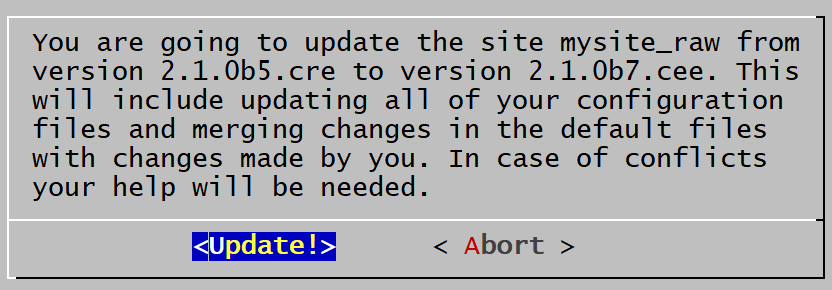 You are going to update the site mysite_raw from
version 2.1.0b5.cre to version 2.1.0b7.cee. This
will include updating all of your configuration
files and merging changes in the default files
with changes made by you. In case of conflicts
your help will be needed.
<Update!> < Abort >